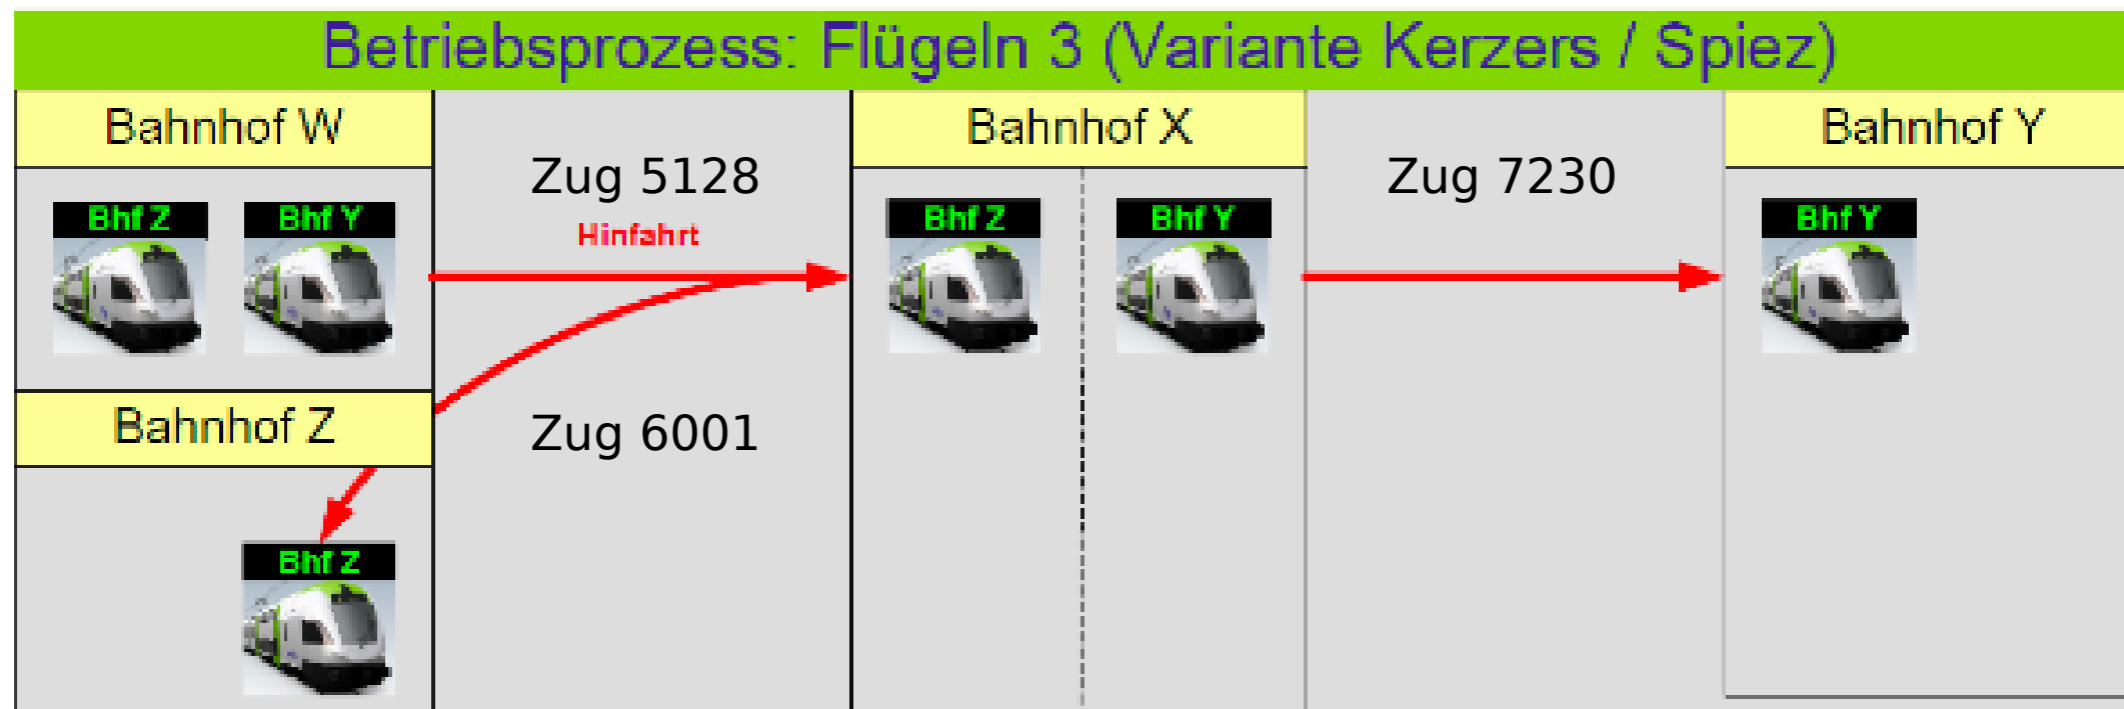 Betriebsprozess: Flügeln 3 (Variante Kerzers / Spiez)
Bahnhof W
Bahnhof X
Bahnhof Y
Zug 5128
Zug 7230
Bhf Z
Bhf Y
Hinfahrt
Bhf Z
Bhf Y
Bhf Y
Bahnhof Z
Zug 6001
Bhf Z